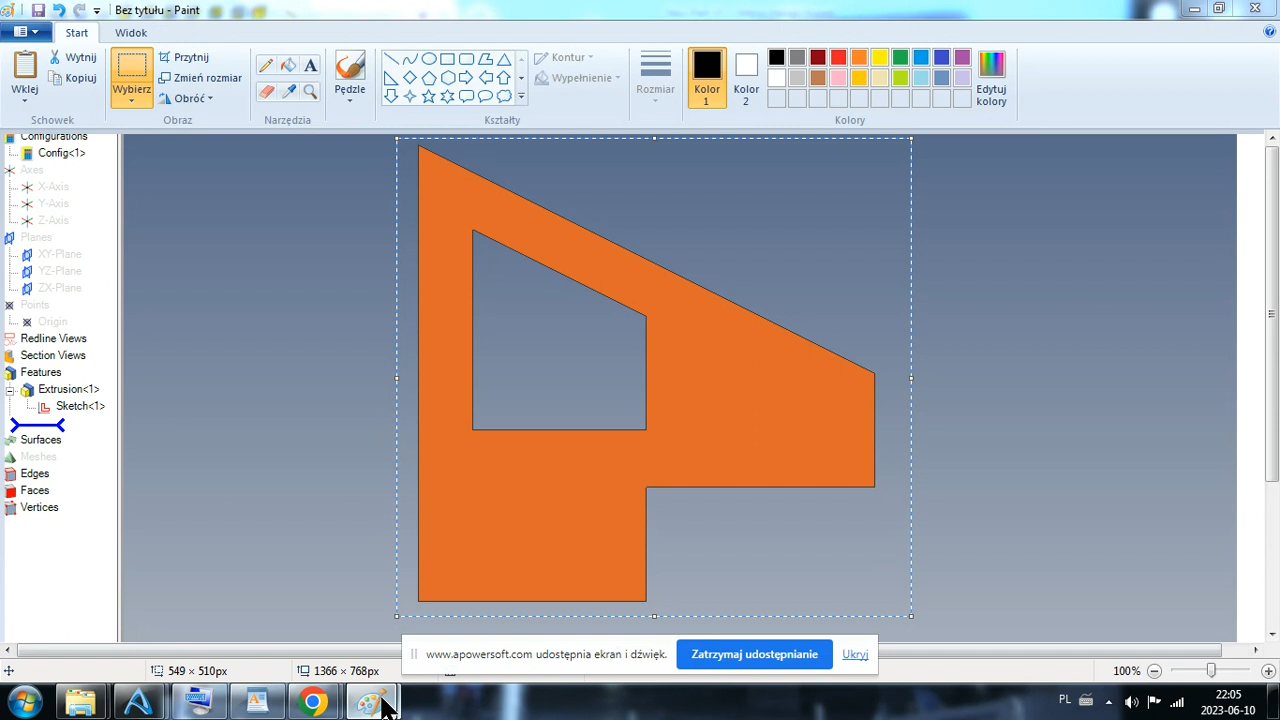 Bez tytułu - Paint
Start Widok
Wklej
Wytnij
Kopiuj
Schowek
Wybierz
Przytnij
Zmień rozmiar
Obróć
Obraz
A
Narzędzia
Pędzle
Kontur
Wypełnienie
Kształty
Rozmiar
Kolor 1
Kolor 2
Edytuj kolory
Kolory
Configurations
Config<1>
Axes
X-Axis
Y-Axis
Z-Axis
Planes
XY-Plane
YZ-Plane
ZX-Plane
Points
Origin
Redline Views
Section Views
Features
Extrusion<1>
Sketch<1>
Surfaces
Meshes
Edges
Faces
Vertices
www.apowersoft.com udostępnia ekran i dźwięk. Zatrzymaj udostępnianie Ukryj
549 × 510px 1366 × 768px 100%
PL 22:05
2023-06-10